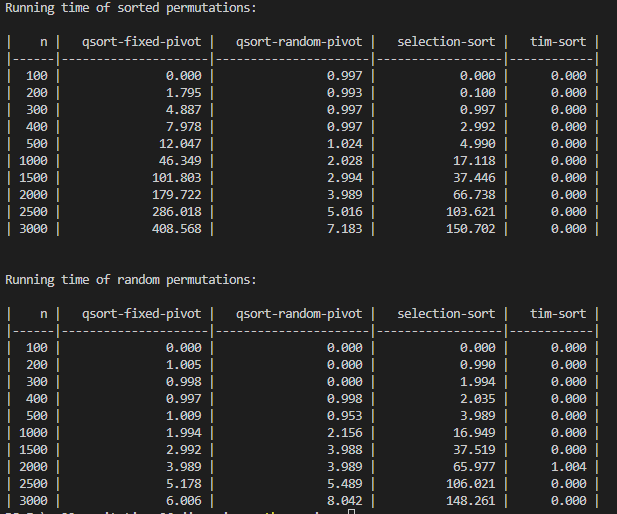 Running time of sorted permutations:
| n | qsort-fixed-pivot | qsort-random-pivot | selection-sort | tim-sort |
|------|-------------------|--------------------|----------------|----------|
| 100 | 0.000 | 0.997 | 0.000 | 0.000 |
| 200 | 1.795 | 0.993 | 0.100 | 0.000 |
| 300 | 4.887 | 0.997 | 0.997 | 0.000 |
| 400 | 7.978 | 0.997 | 2.992 | 0.000 |
| 500 | 12.047 | 1.024 | 4.990 | 0.000 |
| 1000 | 46.349 | 2.028 | 17.118 | 0.000 |
| 1500 | 101.803 | 2.994 | 37.446 | 0.000 |
| 2000 | 179.722 | 3.989 | 66.738 | 0.000 |
| 2500 | 286.018 | 5.016 | 103.621 | 0.000 |
| 3000 | 408.568 | 7.183 | 150.702 | 0.000 |
Running time of random permutations:
| n | qsort-fixed-pivot | qsort-random-pivot | selection-sort | tim-sort |
|------|-------------------|--------------------|----------------|----------|
| 100 | 0.000 | 0.000 | 0.000 | 0.000 |
| 200 | 1.005 | 0.000 | 0.990 | 0.000 |
| 300 | 0.998 | 0.000 | 1.994 | 0.000 |
| 400 | 0.997 | 0.998 | 2.035 | 0.000 |
| 500 | 1.009 | 0.953 | 3.989 | 0.000 |
| 1000 | 1.994 | 2.156 | 16.949 | 0.000 |
| 1500 | 2.992 | 3.988 | 37.519 | 0.000 |
| 2000 | 3.989 | 3.989 | 65.977 | 1.004 |
| 2500 | 5.178 | 5.489 | 106.021 | 0.000 |
| 3000 | 6.006 | 8.042 | 148.261 | 0.000 |